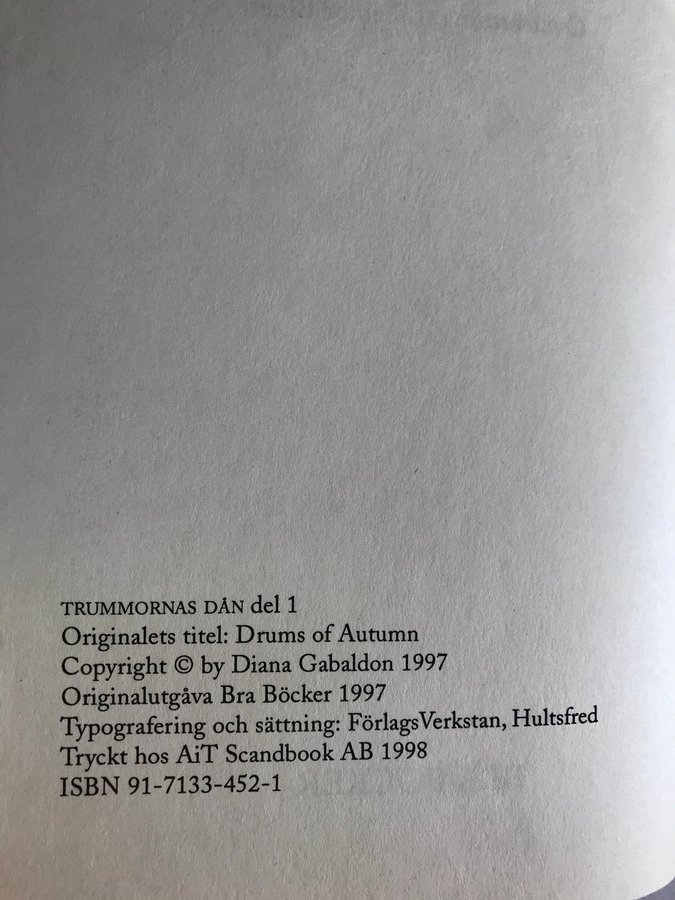 TRUMMORNAS DÅN del 1
Originalets titel: Drums of Autumn
Copyright © by Diana Gabaldon 1997
Originalutgåva Bra Böcker 1997
Typografering och sättning: FörlagsVerkstan, Hultsfred
Tryckt hos AiT Scandbook AB 1998
ISBN 91-7133-452-1